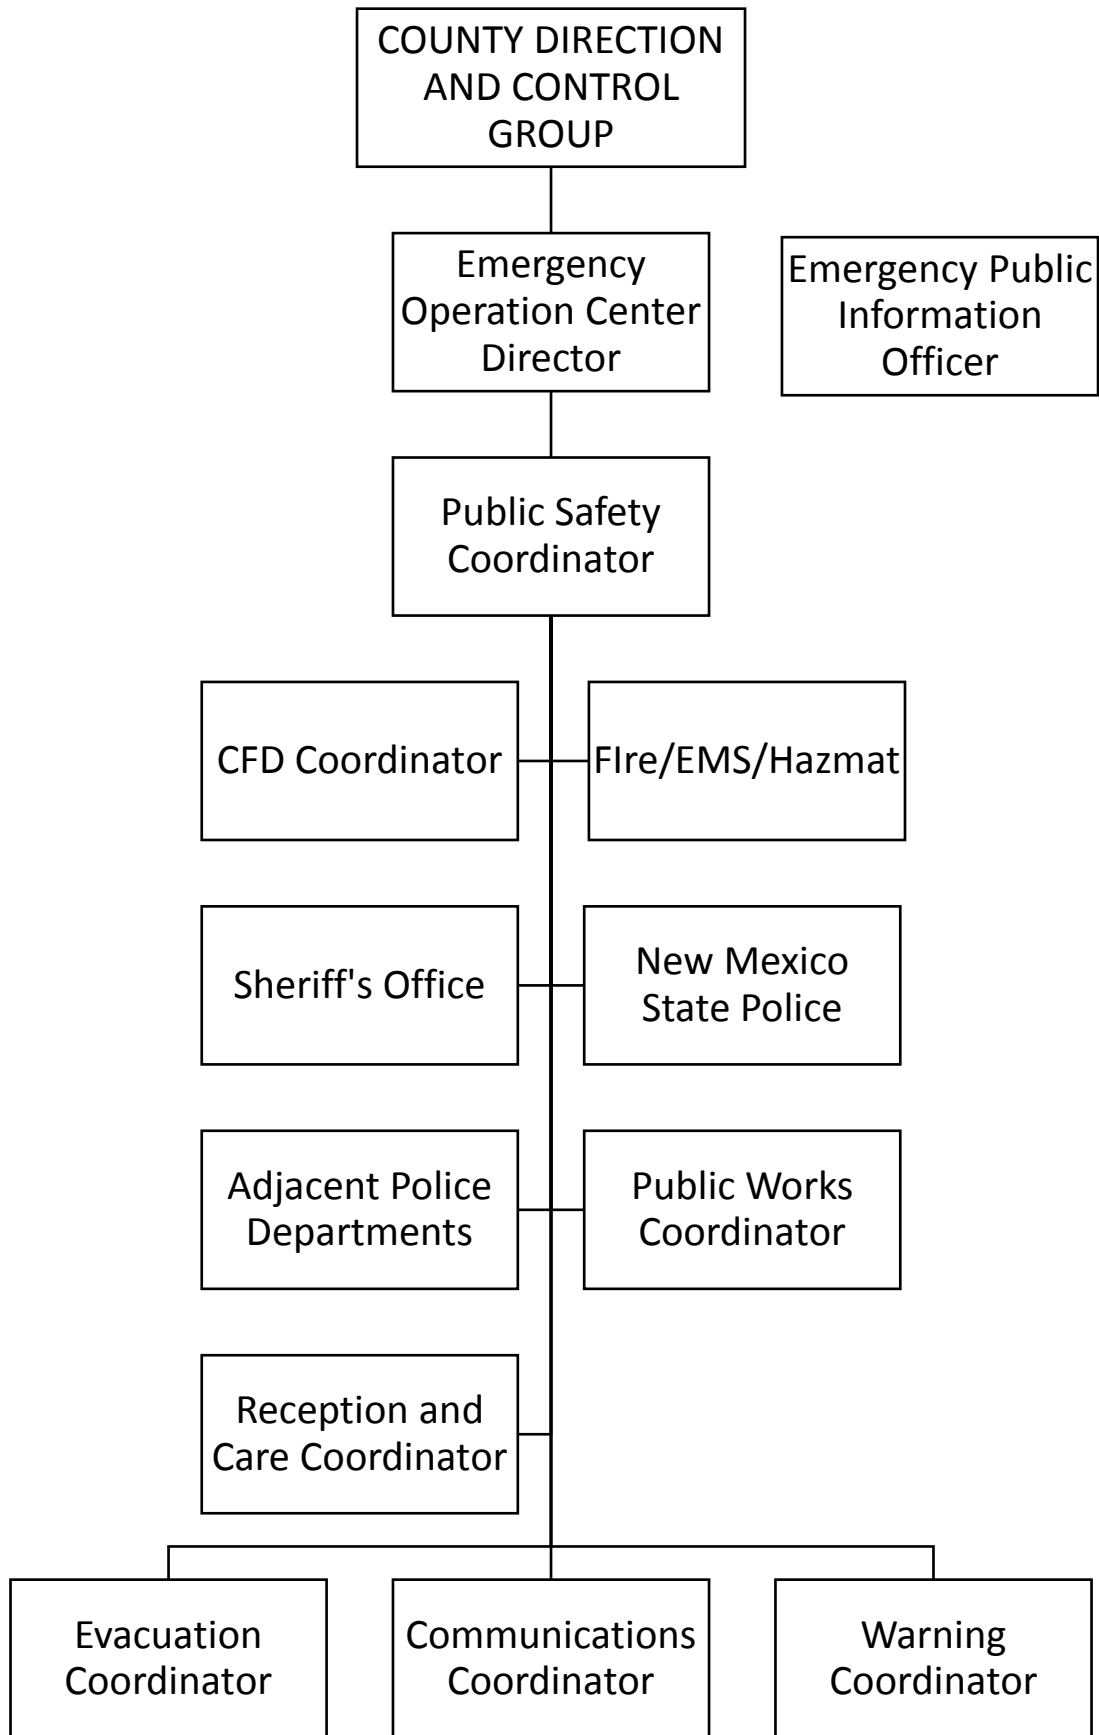 COUNTY DIRECTION
AND CONTROL
GROUP
Emergency
Operation Center
Director
Emergency Public
Information
Officer
Public Safety
Coordinator
CFD Coordinator
FIre/EMS/Hazmat
Sheriff's Office
New Mexico
State Police
Adjacent Police
Departments
Public Works
Coordinator
Reception and
Care Coordinator
Evacuation
Coordinator
Communications
Coordinator
Warning
Coordinator